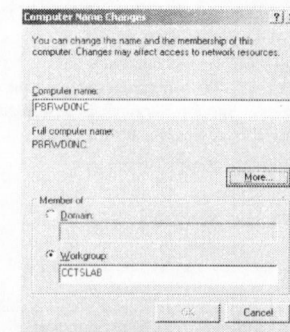 Computer Name Changes
You can change the name and the membership of this
computer. Changes may affect access to network resources.
Computer name:
PBRWD0NC
Full computer name:
PBRWD0NC
More...
Member of
Domain:
Workgroup:
CCTSLAB
OK
Cancel